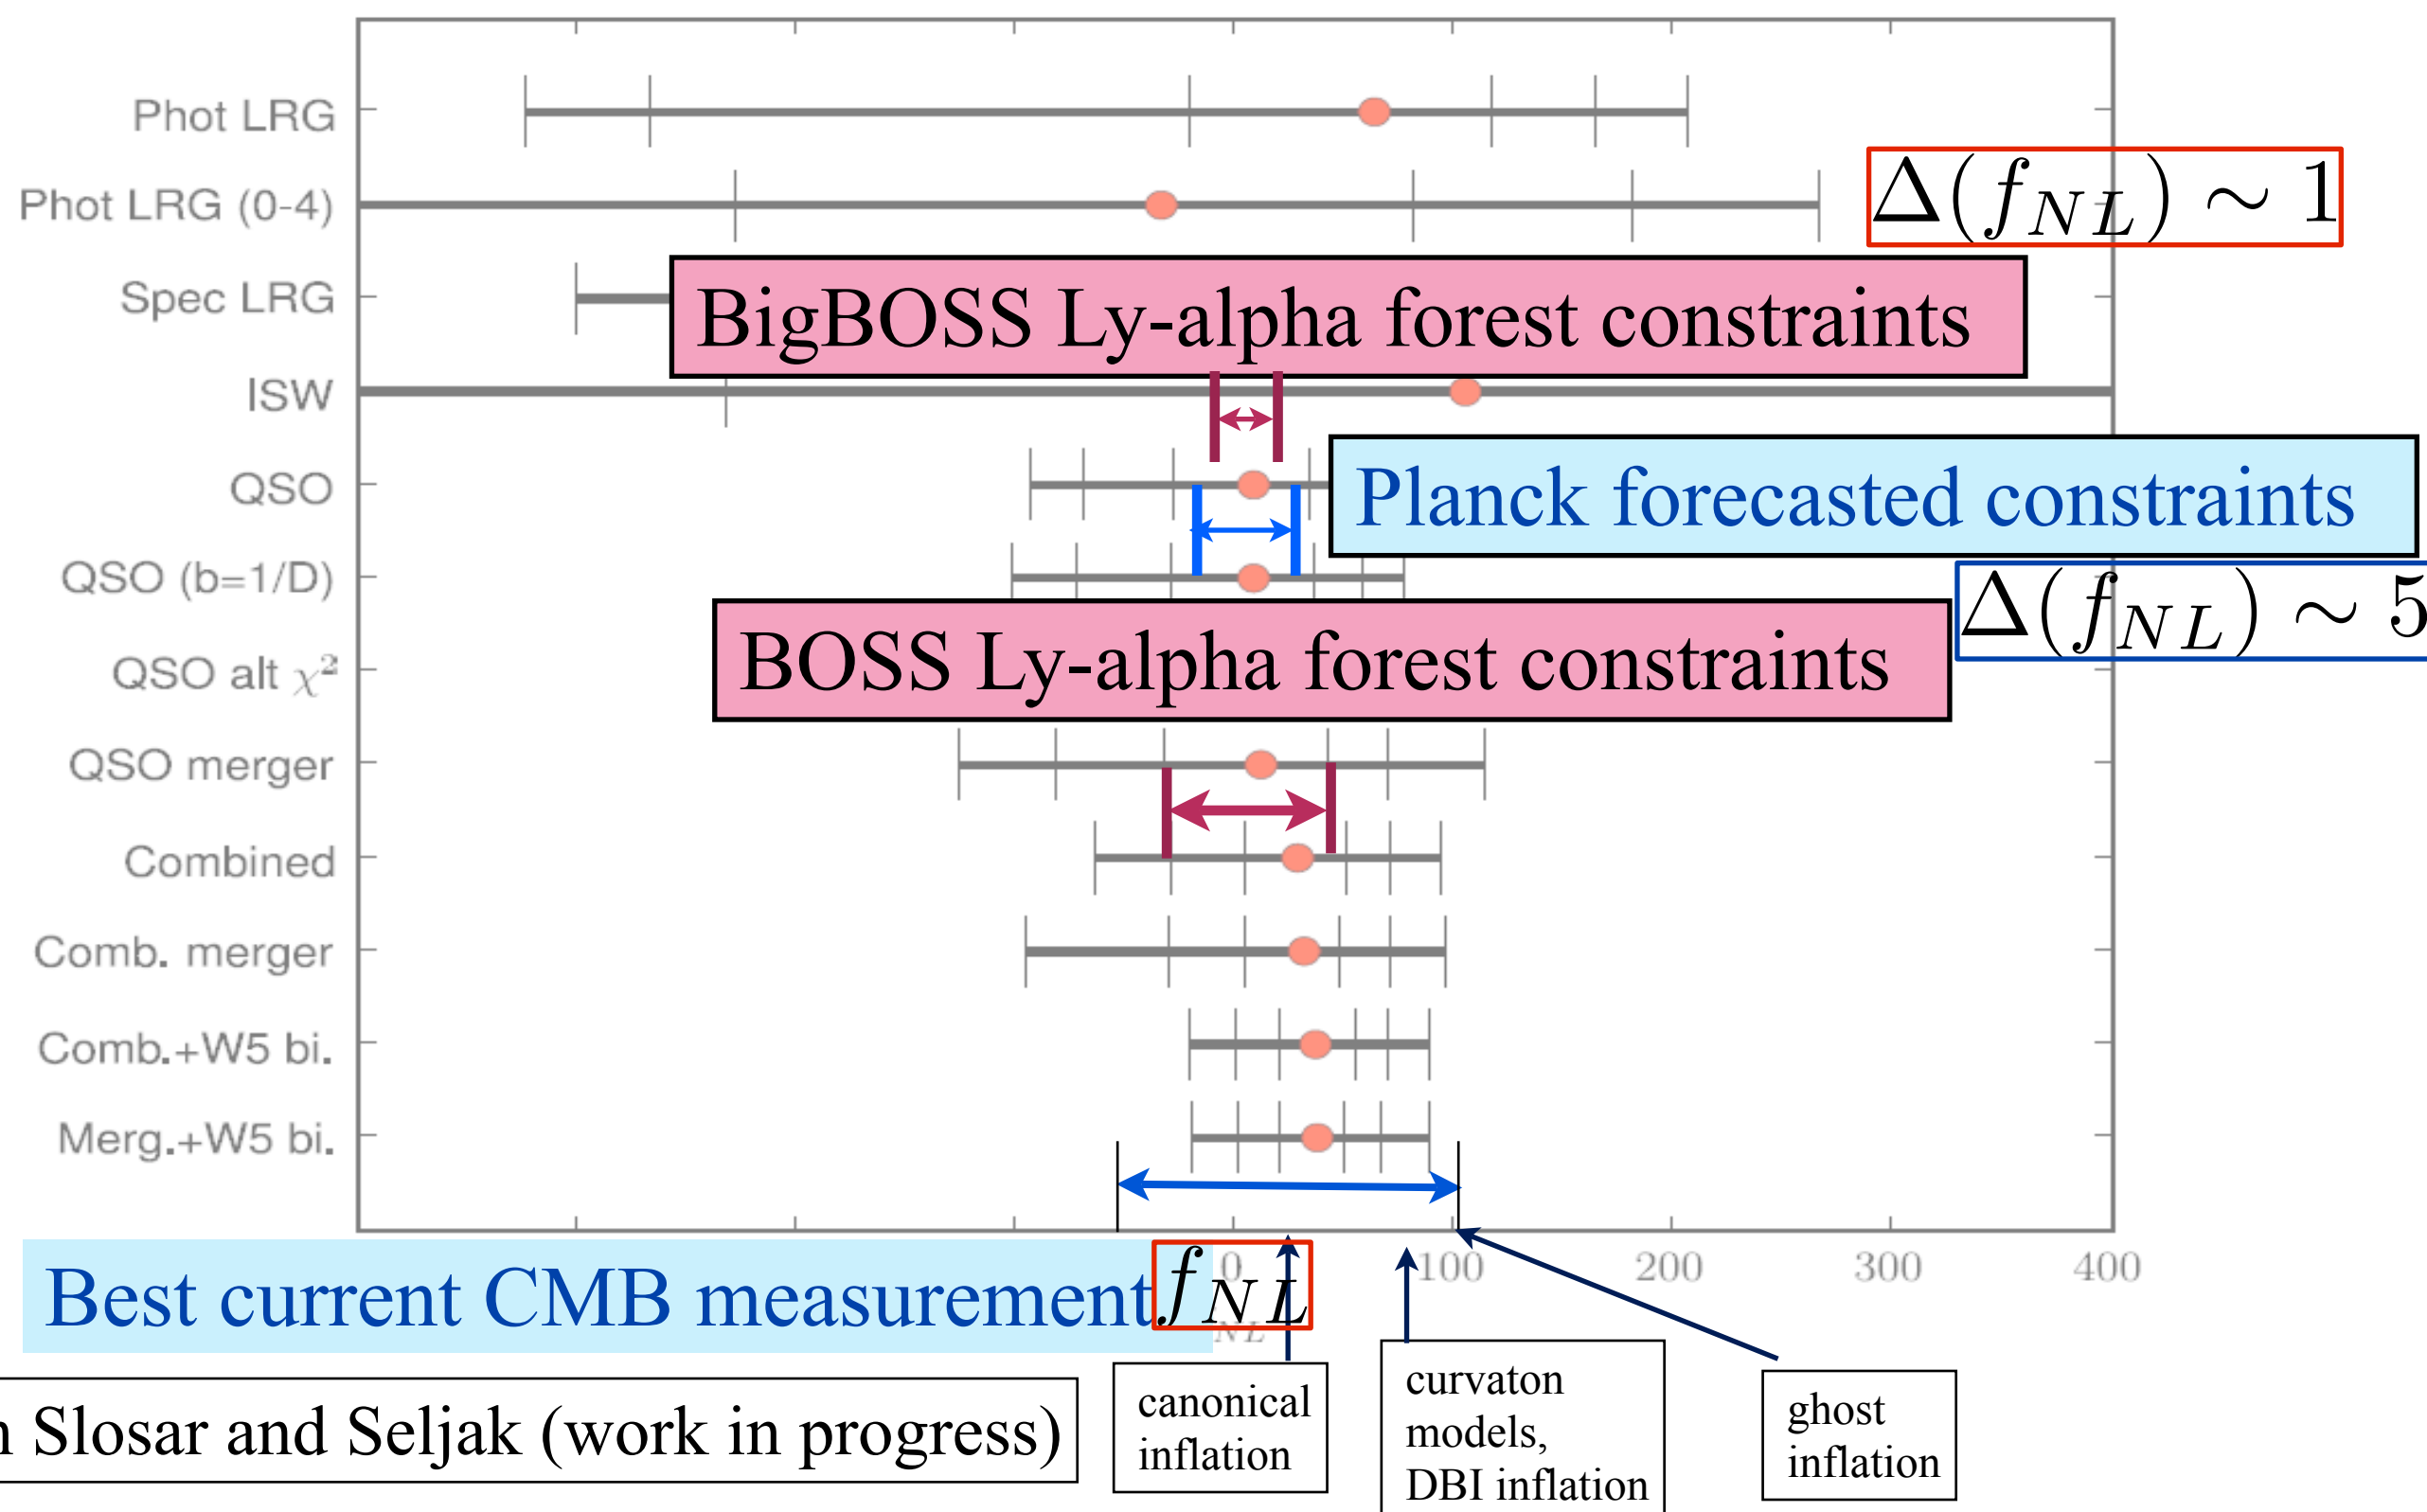 Phot LRG
Phot LRG (0-4)
Δ(f_NL) ~ 1
Spec LRG
BigBOSS Ly-alpha forest constraints
ISW
QSO
Planck forecasted constraints
QSO (b=1/D)
Δ(f_NL) ~ 5
BOSS Ly-alpha forest constraints
QSO alt χ²
QSO merger
Combined
Comb. merger
Comb.+W5 bi.
Merg.+W5 bi.
0 100 200 300 400
Best current CMB measurement
f_NL
NL
canonical
inflation
curvaton
models,
DBI inflation
ghost
inflation
Slosar and Seljak (work in progress)